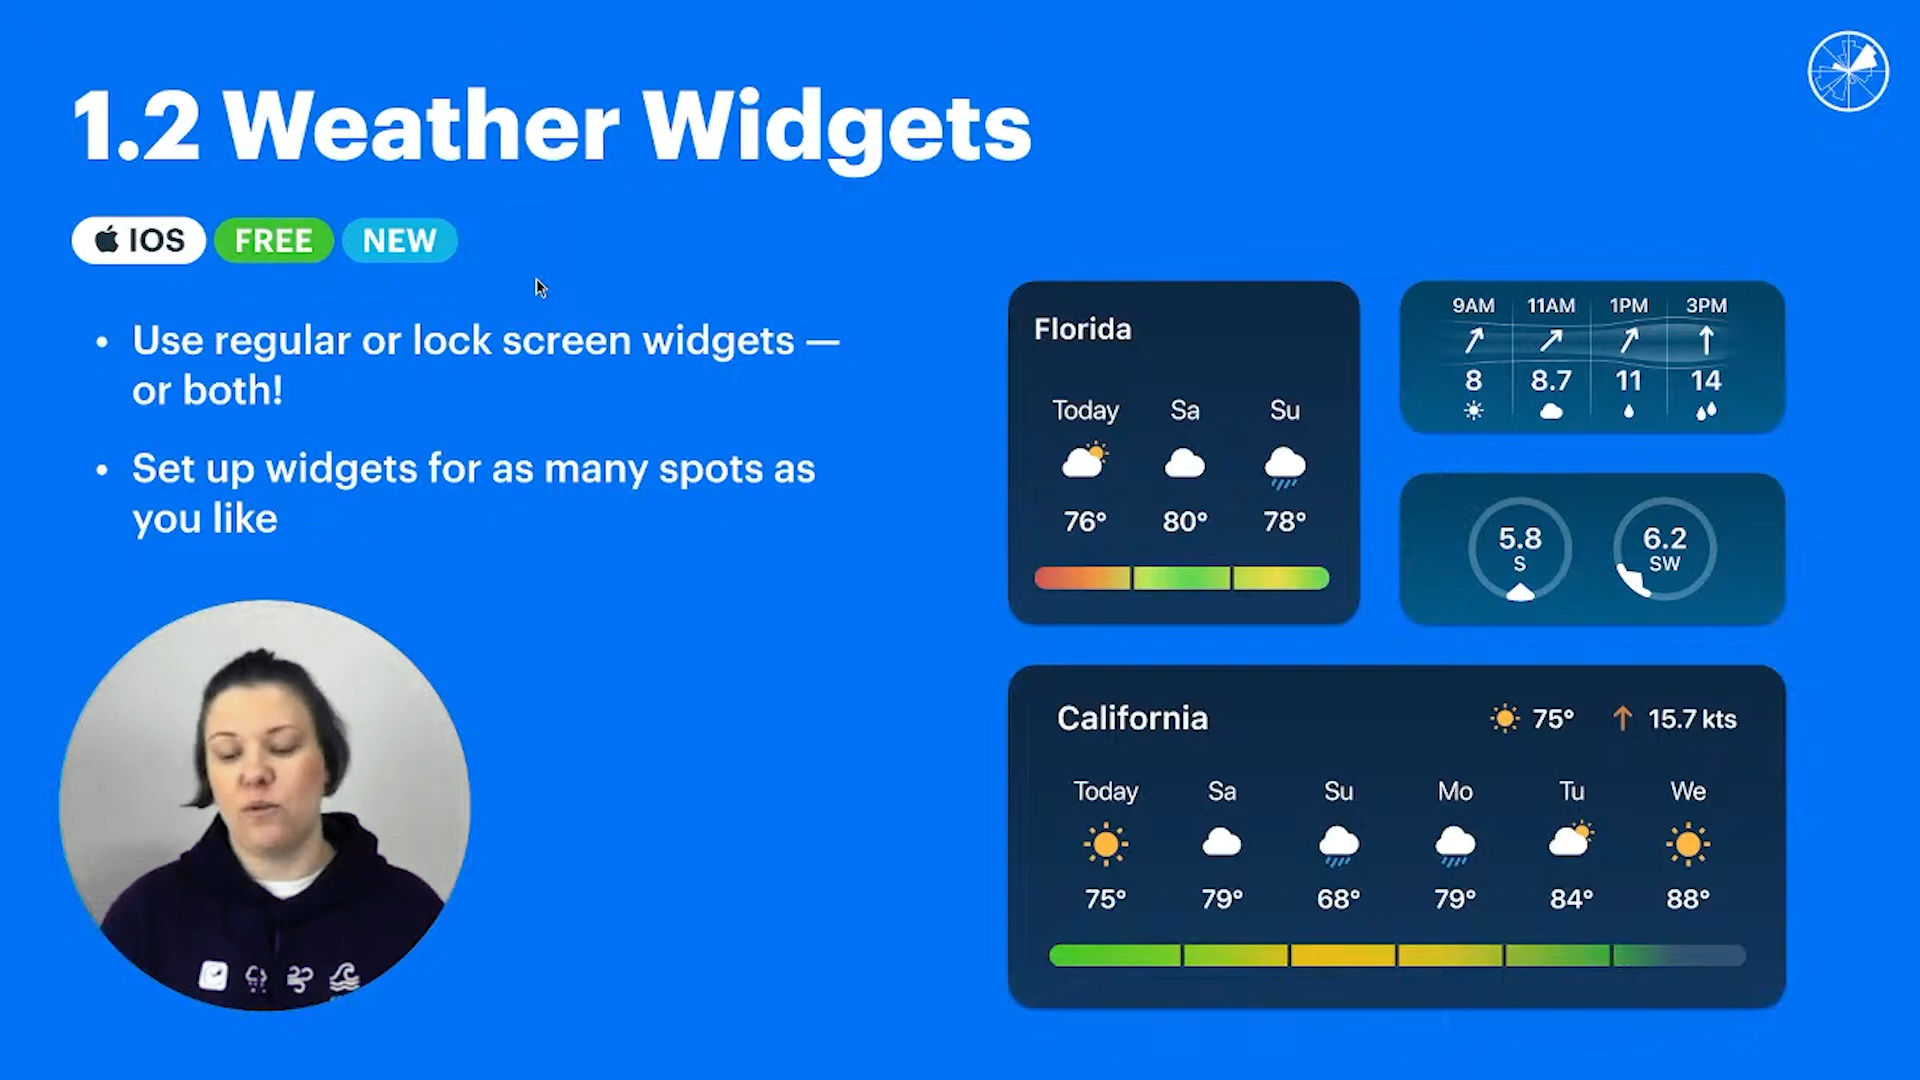 1.2 Weather Widgets
IOS FREE NEW
• Use regular or lock screen widgets —
or both!
• Set up widgets for as many spots as
you like
Florida
Today Sa Su
76° 80° 78°
9AM 11AM 1PM 3PM
8 8.7 11 14
5.8 6.2
S SW
California 75° 15.7 kts
Today Sa Su Mo Tu We
75° 79° 68° 79° 84° 88°